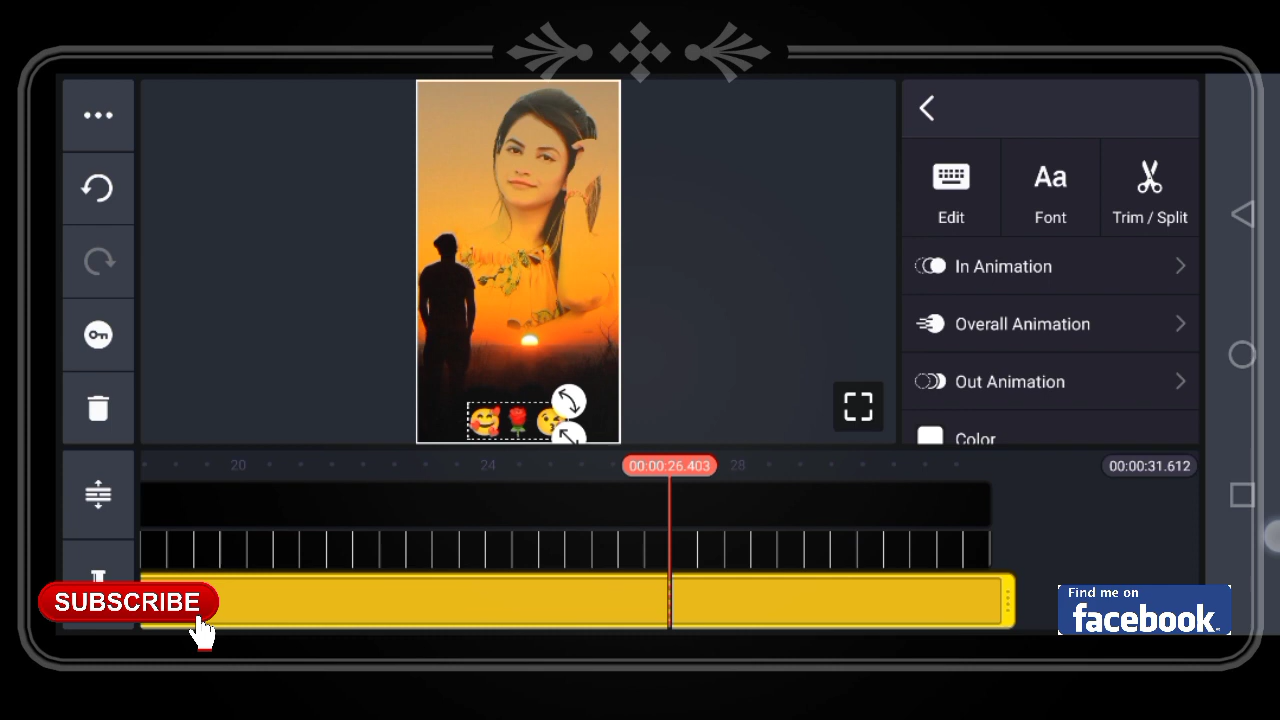 Edit
Font
Aa
Trim / Split
In Animation
Overall Animation
Out Animation
Color
20
24
00:00:26.403
28
00:00:31.612
SUBSCRIBE
Find me on
facebook